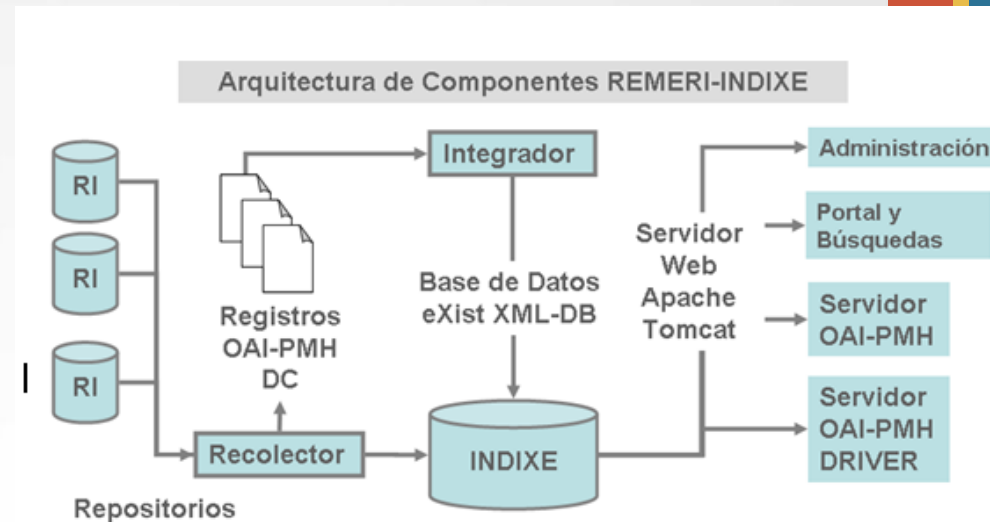 Arquitectura de Componentes REMERI-INDIXE
RI
RI
RI
Registros
OAI-PMH
DC
Recolector
Repositorios
Integrador
Base de Datos
eXist XML-DB
INDIXE
Servidor
Web
Apache
Tomcat
Administración
Portal y
Búsquedas
Servidor
OAI-PMH
Servidor
OAI-PMH
DRIVER